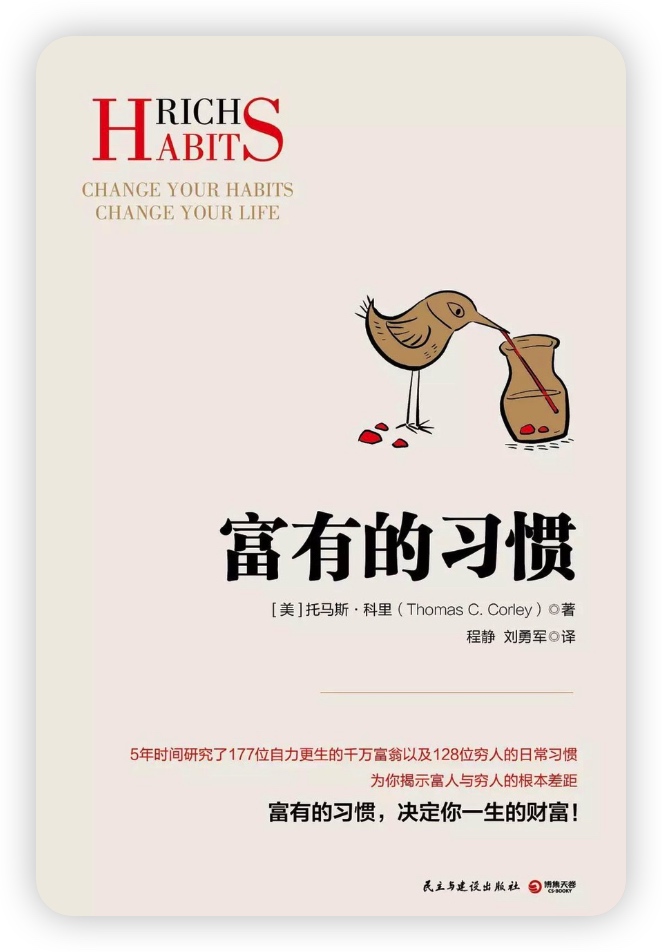 RICH
HABITS
CHANGE YOUR HABITS
CHANGE YOUR LIFE
富有的习惯
[美]托马斯·科里（Thomas C. Corley）◎著
程静 刘勇军◎译
5年时间研究了177位自力更生的千万富翁以及128位穷人的日常习惯
为你揭示富人与穷人的根本差距
富有的习惯，决定你一生的财富！
民主与建设出版社 博集天卷
CS-BOOKY